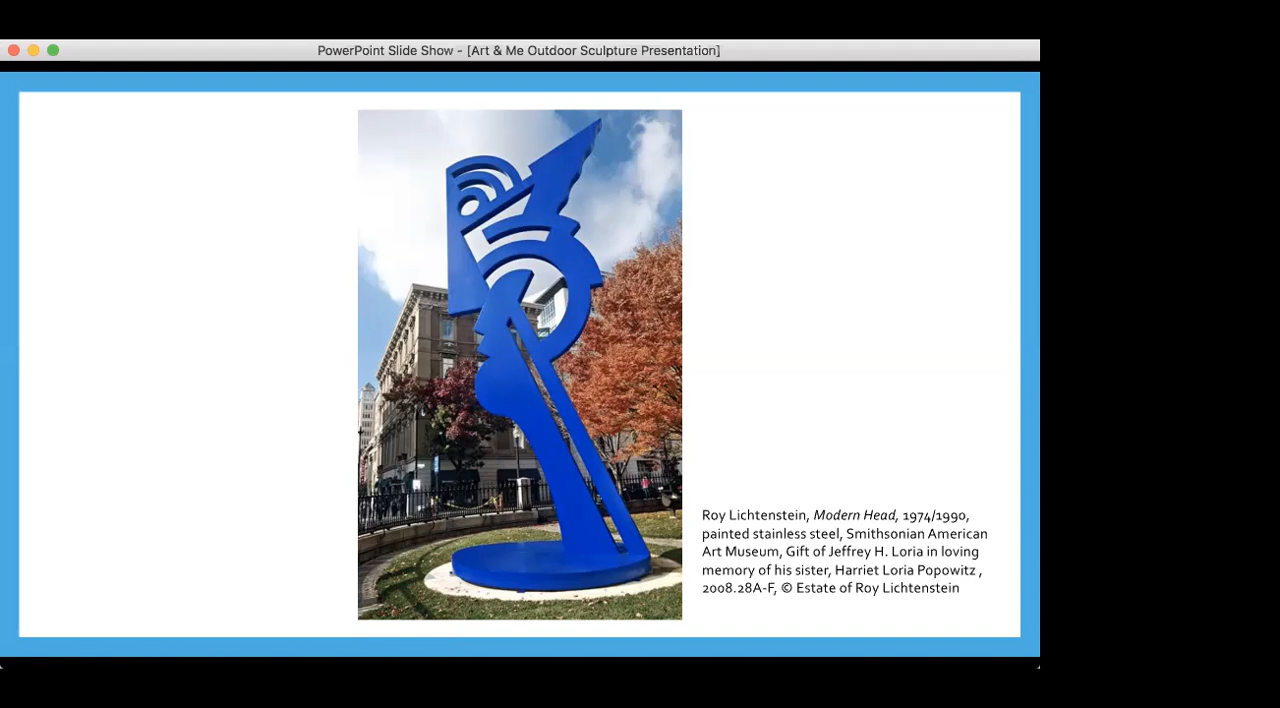 PowerPoint Slide Show - [Art & Me Outdoor Sculpture Presentation]
Roy Lichtenstein, Modern Head, 1974/1990,
painted stainless steel, Smithsonian American
Art Museum, Gift of Jeffrey H. Loria in loving
memory of his sister, Harriet Loria Popowitz ,
2008.28A-F, © Estate of Roy Lichtenstein